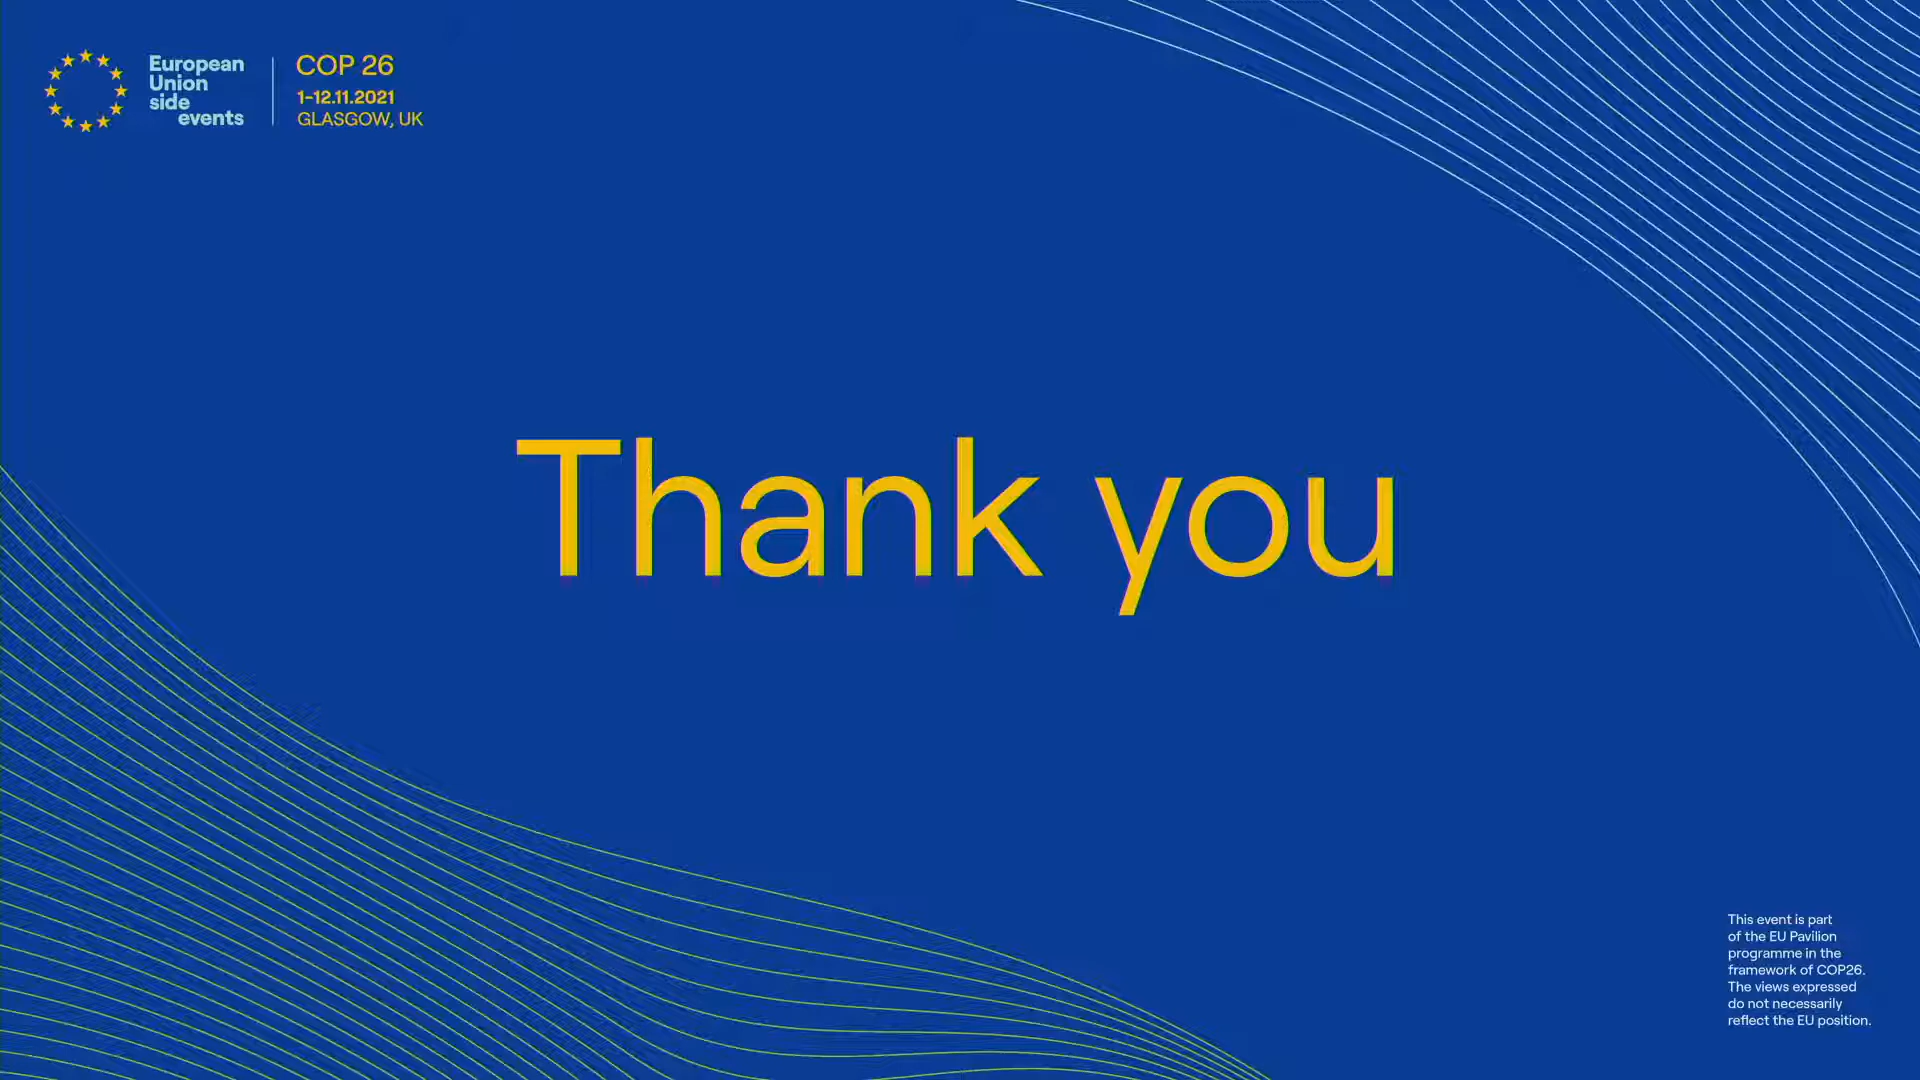 European
Union
side
events
COP 26
1-12.11.2021
GLASGOW, UK
Thank you
This event is part
of the EU Pavilion
programme in the
framework of COP26.
The views expressed
do not necessarily
reflect the EU position.